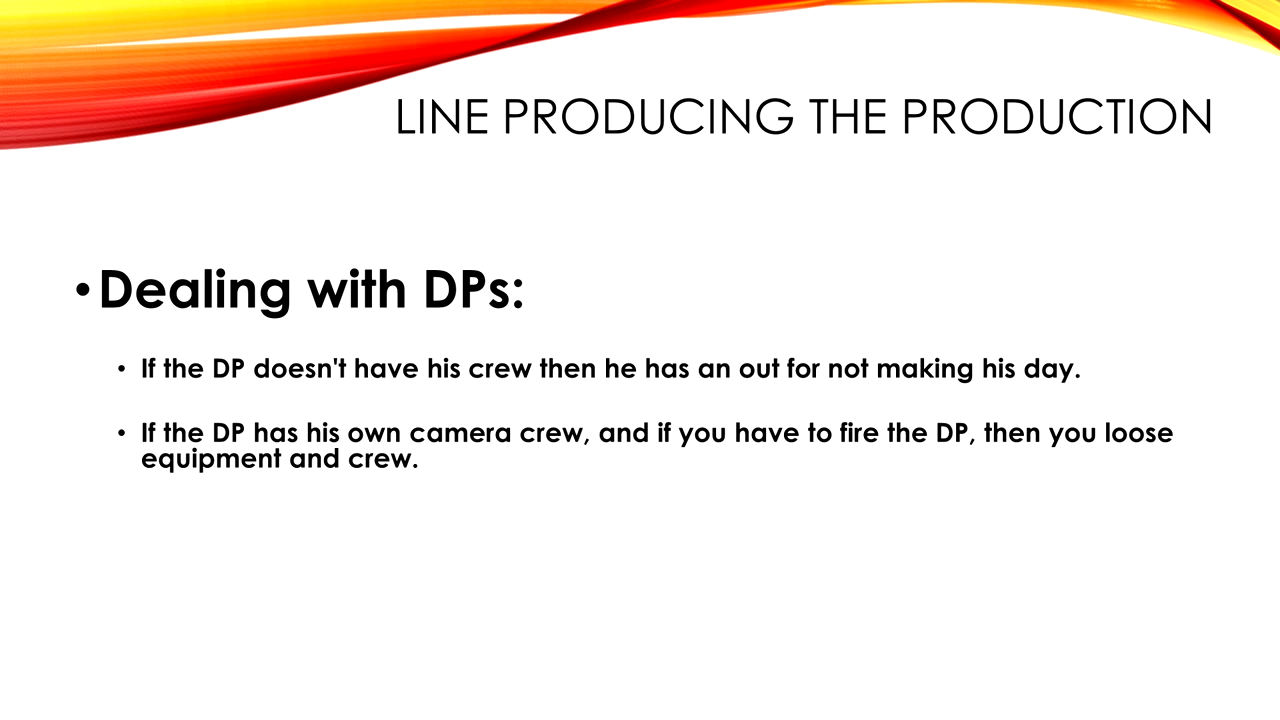 LINE PRODUCING THE PRODUCTION
• Dealing with DPs:
• If the DP doesn't have his crew then he has an out for not making his day.
• If the DP has his own camera crew, and if you have to fire the DP, then you loose
equipment and crew.